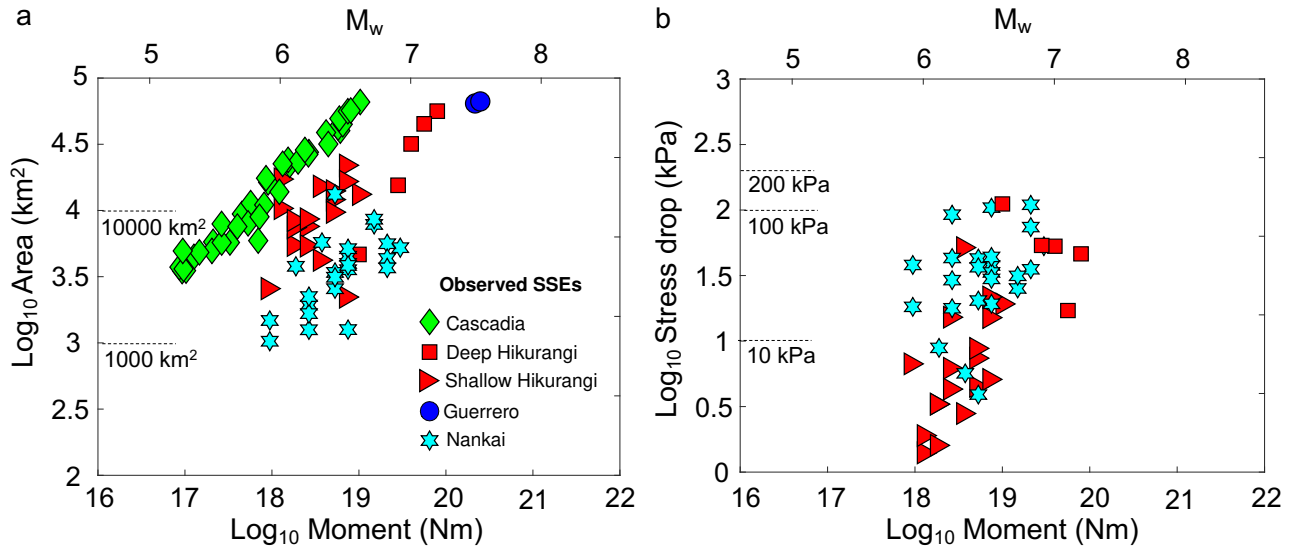 a
M_w
5 6 7 8
5
4.5
4
3.5
3
2.5
2
Log₁₀ Area (km²)
10000 km²
1000 km²
Observed SSEs
Cascadia
Deep Hikurangi
Shallow Hikurangi
Guerrero
Nankai
16 17 18 19 20 21 22
Log₁₀ Moment (Nm)
b
M_w
5 6 7 8
3
2.5
2
1.5
1
0.5
0
Log₁₀ Stress drop (kPa)
200 kPa
100 kPa
10 kPa
16 17 18 19 20 21 22
Log₁₀ Moment (Nm)